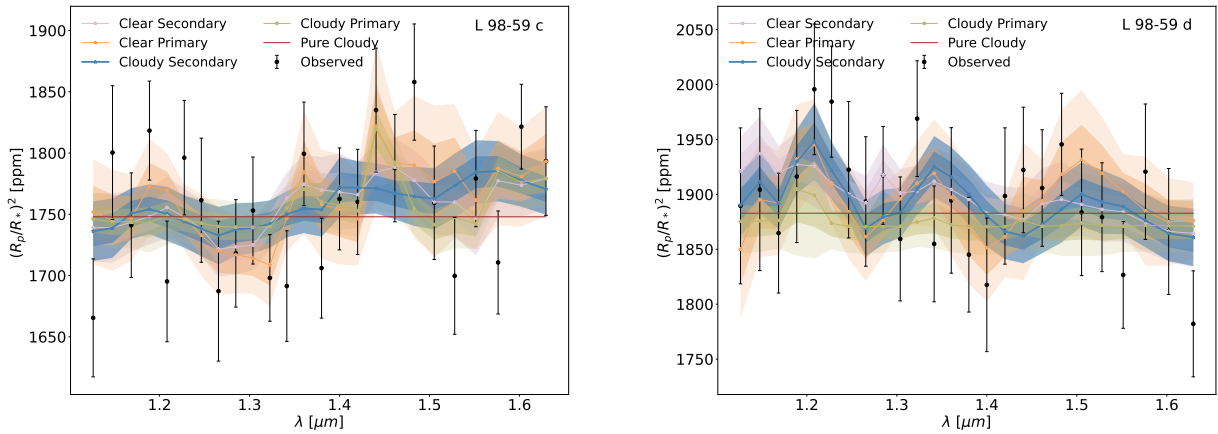 1900
1850
1800
1750
1700
1650
(R_p/R_*)^2 [ppm]
Clear Secondary
Clear Primary
Cloudy Secondary
Cloudy Primary
Pure Cloudy
Observed
L 98-59 c
1.2 1.3 1.4 1.5 1.6
λ [μm]
2050
2000
1950
1900
1850
1800
1750
(R_p/R_*)^2 [ppm]
Clear Secondary
Clear Primary
Cloudy Secondary
Cloudy Primary
Pure Cloudy
Observed
L 98-59 d
1.2 1.3 1.4 1.5 1.6
λ [μm]